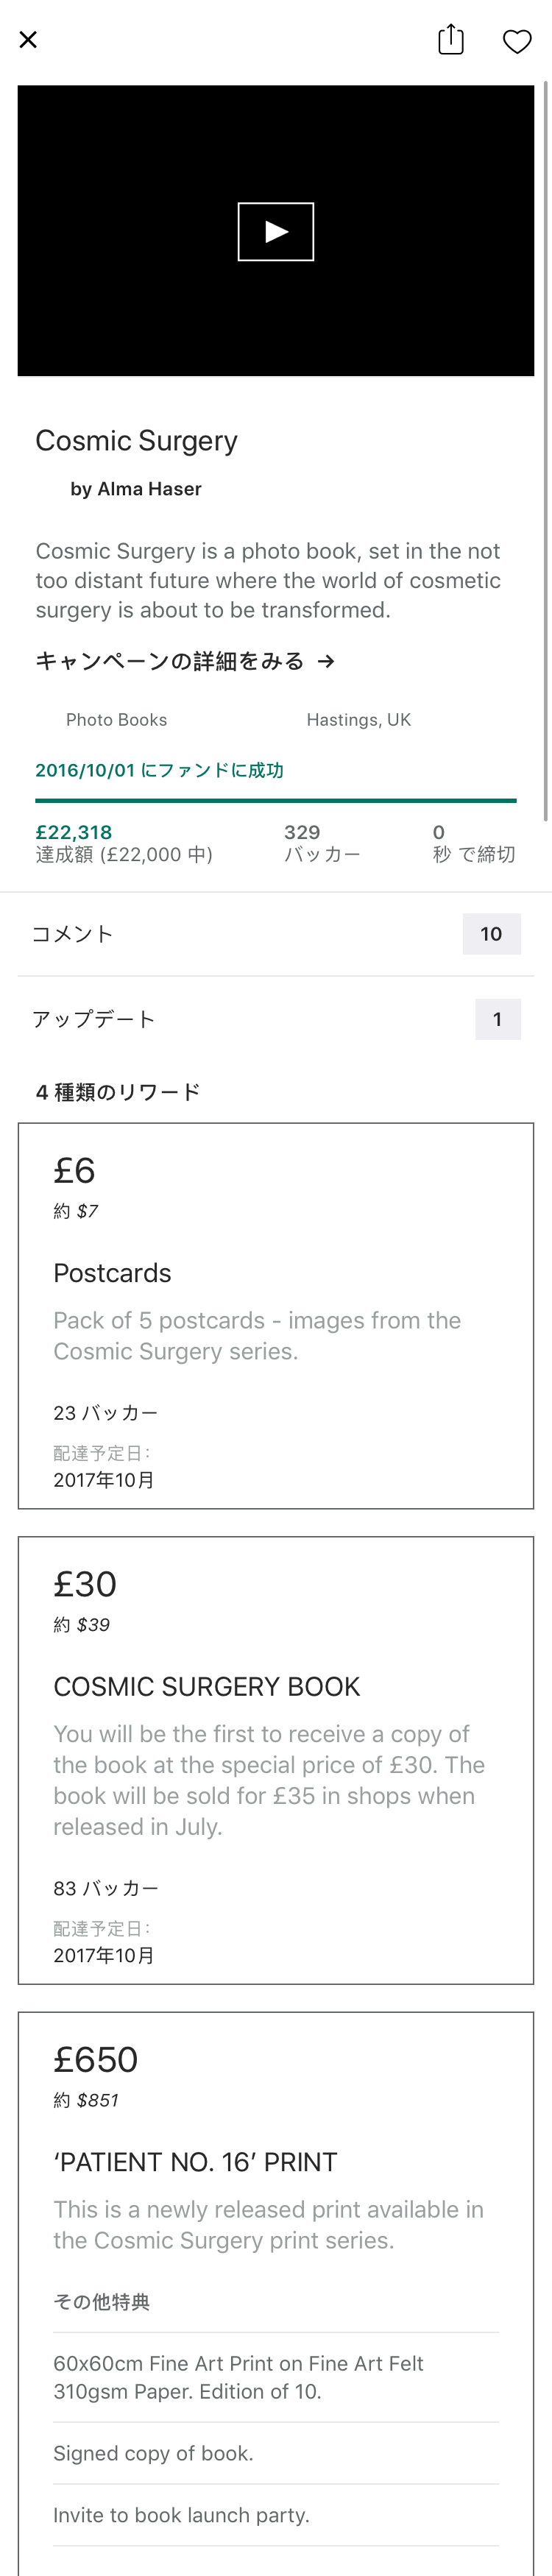 Cosmic Surgery
by Alma Haser
Cosmic Surgery is a photo book, set in the not
too distant future where the world of cosmetic
surgery is about to be transformed.
キャンペーンの詳細をみる →
Photo Books
Hastings, UK
2016/10/01 にファンドに成功
£22,318
達成額 (£22,000 中)
329
バッカー
0
秒 で締切
コメント
10
アップデート
1
4 種類のリワード
£6
約 $7
Postcards
Pack of 5 postcards - images from the
Cosmic Surgery series.
23 バッカー
配達予定日:
2017年10月
£30
約 $39
COSMIC SURGERY BOOK
You will be the first to receive a copy of
the book at the special price of £30. The
book will be sold for £35 in shops when
released in July.
83 バッカー
配達予定日:
2017年10月
£650
約 $851
‘PATIENT NO. 16’ PRINT
This is a newly released print available in
the Cosmic Surgery print series.
その他特典
60x60cm Fine Art Print on Fine Art Felt
310gsm Paper. Edition of 10.
Signed copy of book.
Invite to book launch party.